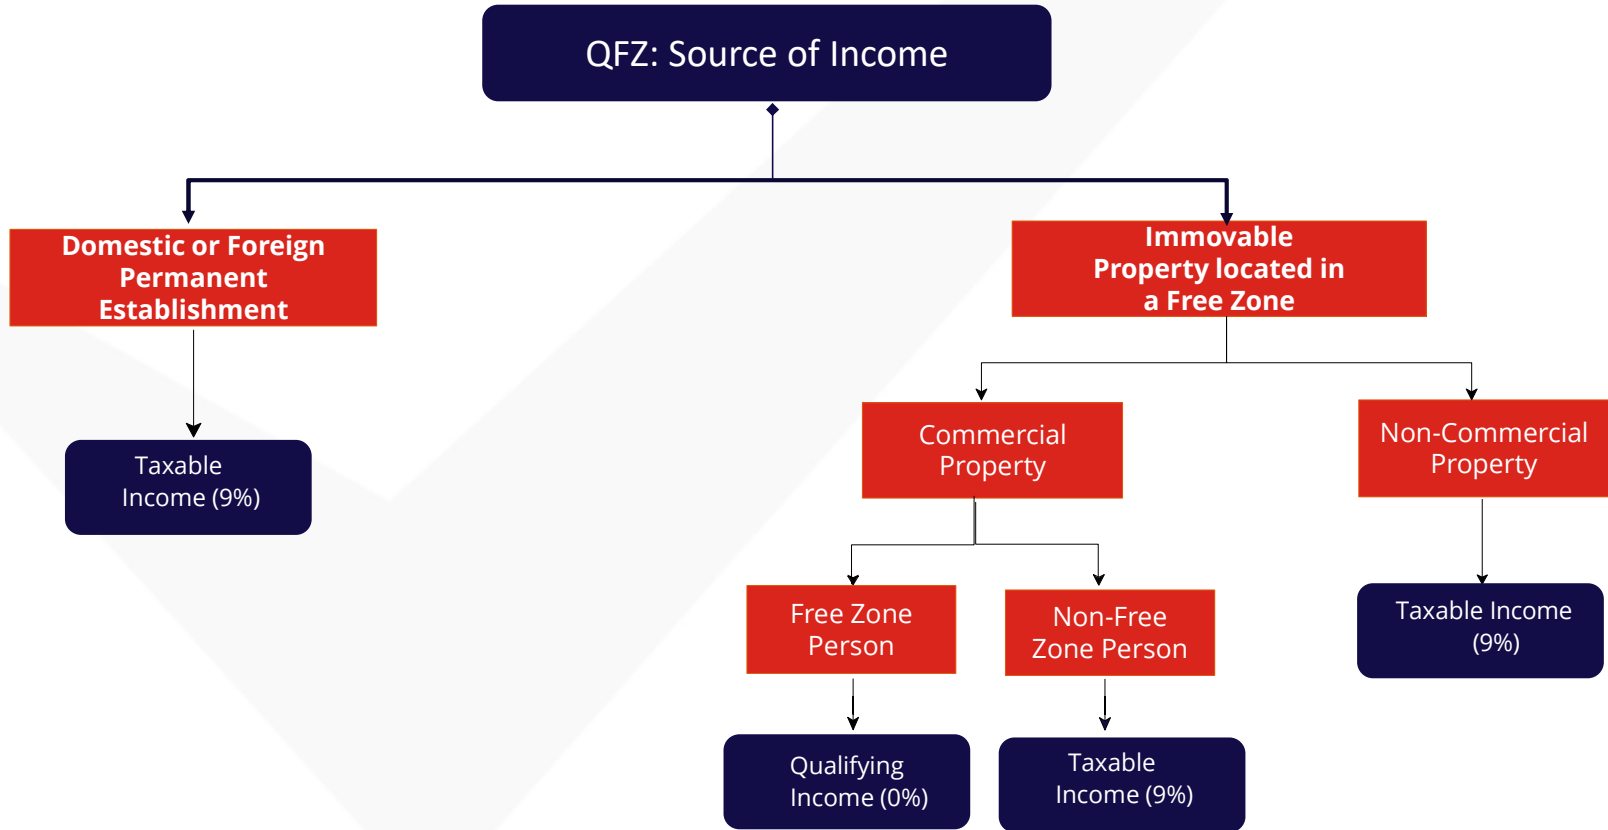 QFZ: Source of Income
Domestic or Foreign
Permanent
Establishment
Immovable
Property located in
a Free Zone
Taxable
Income (9%)
Commercial
Property
Non-Commercial
Property
Free Zone
Person
Non-Free
Zone Person
Taxable Income
(9%)
Qualifying
Income (0%)
Taxable
Income (9%)